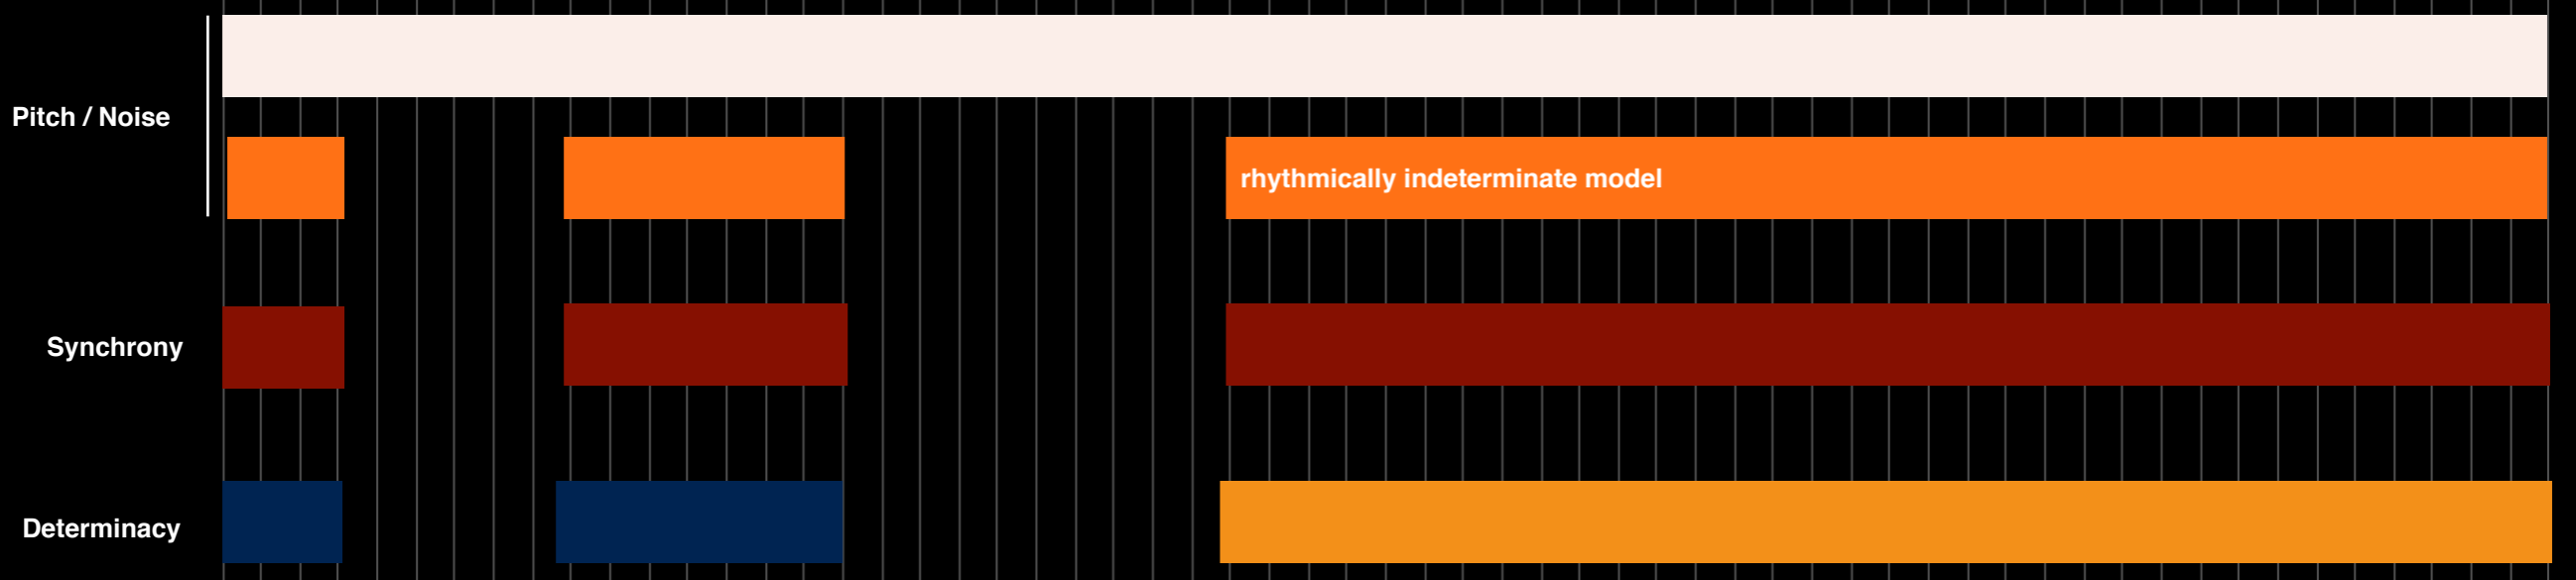 Pitch / Noise
rhythmically indeterminate model
Synchrony
Determinacy